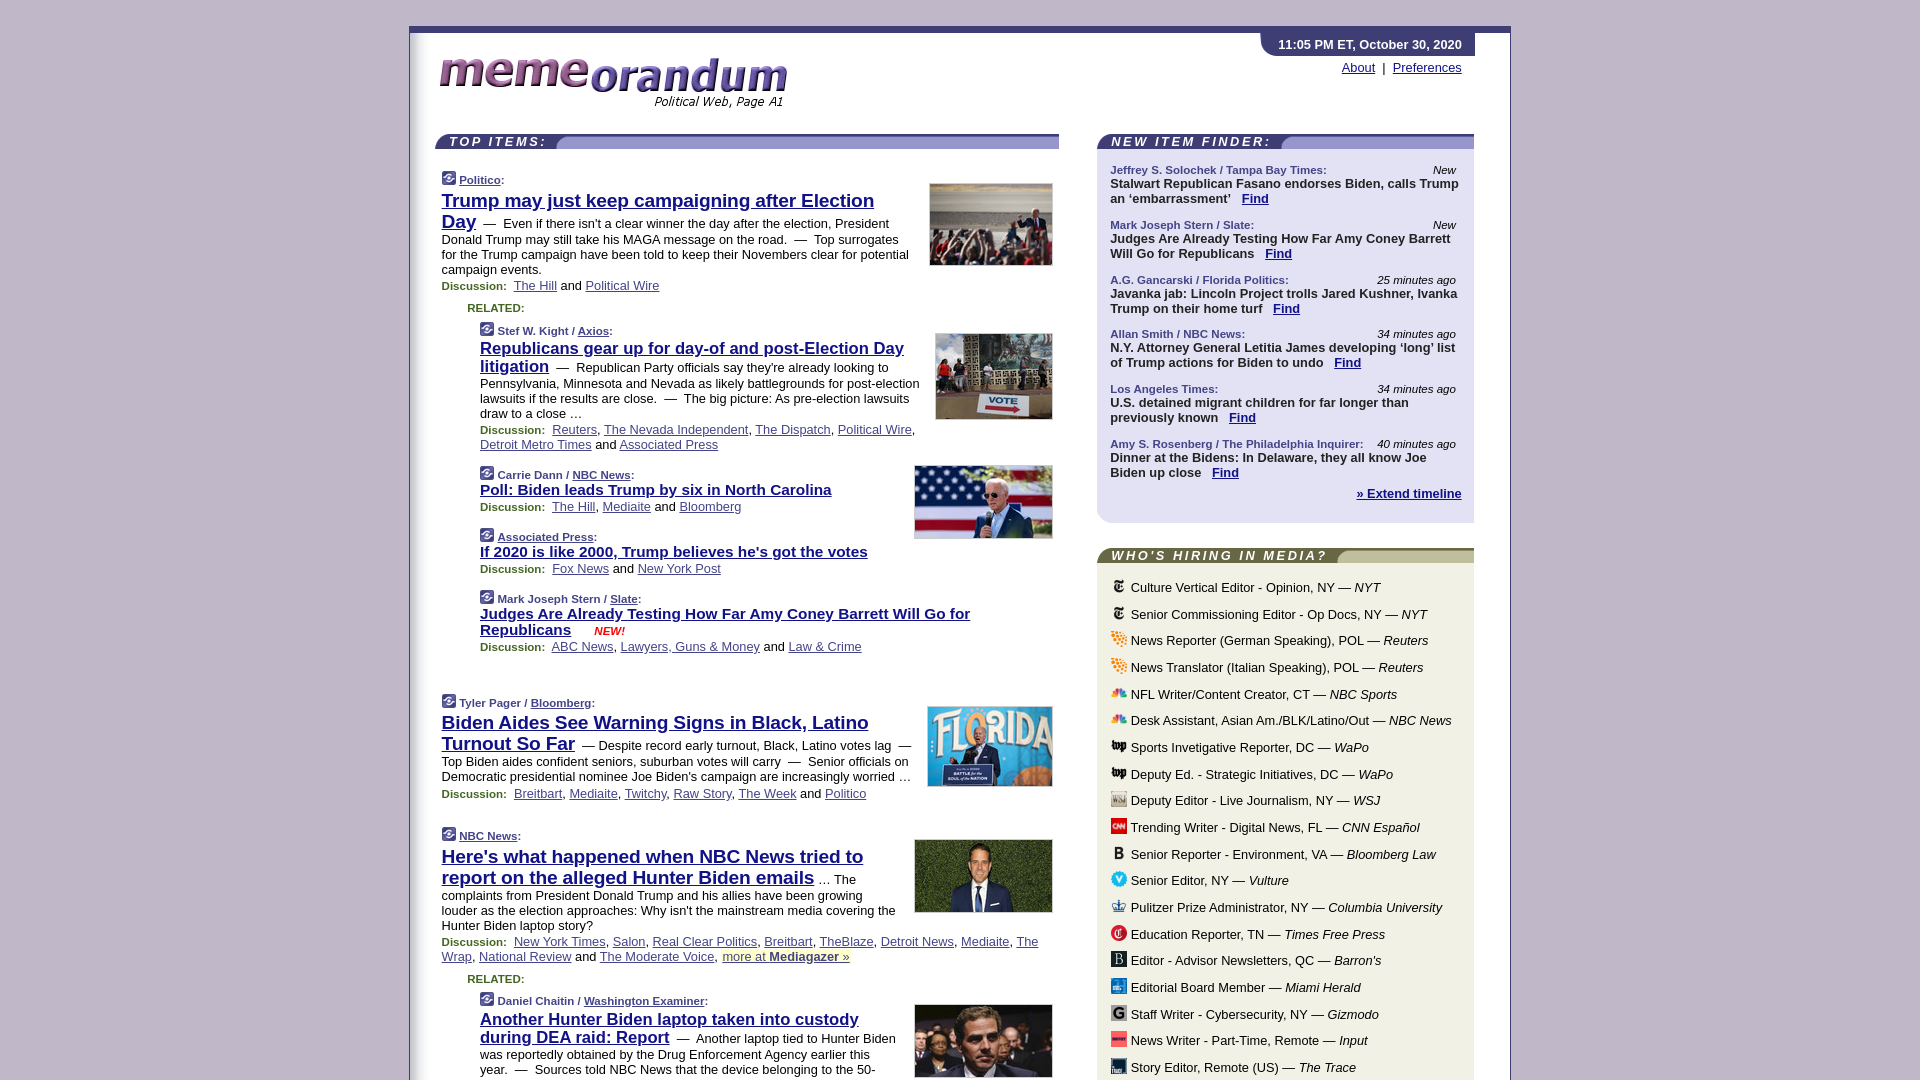 11:05 PM ET, October 30, 2020
About | Preferences
memeorandum
Political Web, Page A1
TOP ITEMS:
Politico:
Trump may just keep campaigning after Election
Day — Even if there isn't a clear winner the day after the election, President
Donald Trump may still take his MAGA message on the road. — Top surrogates
for the Trump campaign have been told to keep their Novembers clear for potential
campaign events.
Discussion: The Hill and Political Wire
RELATED:
Stef W. Kight / Axios:
Republicans gear up for day-of and post-Election Day
litigation — Republican Party officials say they're already looking to
Pennsylvania, Minnesota and Nevada as likely battlegrounds for post-election
lawsuits if the results are close. — The big picture: As pre-election lawsuits
draw to a close …
VOTE
Discussion: Reuters, The Nevada Independent, The Dispatch, Political Wire,
Detroit Metro Times and Associated Press
Carrie Dann / NBC News:
Poll: Biden leads Trump by six in North Carolina
Discussion: The Hill, Mediaite and Bloomberg
Associated Press:
If 2020 is like 2000, Trump believes he's got the votes
Discussion: Fox News and New York Post
Mark Joseph Stern / Slate:
Judges Are Already Testing How Far Amy Coney Barrett Will Go for
Republicans NEW!
Discussion: ABC News, Lawyers, Guns & Money and Law & Crime
Tyler Pager / Bloomberg:
Biden Aides See Warning Signs in Black, Latino
Turnout So Far — Despite record early turnout, Black, Latino votes lag —
Top Biden aides confident seniors, suburban votes will carry — Senior officials on
Democratic presidential nominee Joe Biden's campaign are increasingly worried …
FLORIDA
BATTLE for the
SOUL of the NATION
Discussion: Breitbart, Mediaite, Twitchy, Raw Story, The Week and Politico
NBC News:
Here's what happened when NBC News tried to
report on the alleged Hunter Biden emails … The
complaints from President Donald Trump and his allies have been growing
louder as the election approaches: Why isn't the mainstream media covering the
Hunter Biden laptop story?
Discussion: New York Times, Salon, Real Clear Politics, Breitbart, TheBlaze, Detroit News, Mediaite, The
Wrap, National Review and The Moderate Voice, more at Mediagazer »
RELATED:
Daniel Chaitin / Washington Examiner:
Another Hunter Biden laptop taken into custody
during DEA raid: Report — Another laptop tied to Hunter Biden
was reportedly obtained by the Drug Enforcement Agency earlier this
year. — Sources told NBC News that the device belonging to the 50-
NEW ITEM FINDER:
Jeffrey S. Solochek / Tampa Bay Times: New
Stalwart Republican Fasano endorses Biden, calls Trump
an ‘embarrassment’ Find
Mark Joseph Stern / Slate: New
Judges Are Already Testing How Far Amy Coney Barrett
Will Go for Republicans Find
A.G. Gancarski / Florida Politics: 25 minutes ago
Javanka jab: Lincoln Project trolls Jared Kushner, Ivanka
Trump on their home turf Find
Allan Smith / NBC News: 34 minutes ago
N.Y. Attorney General Letitia James developing ‘long’ list
of Trump actions for Biden to undo Find
Los Angeles Times: 34 minutes ago
U.S. detained migrant children for far longer than
previously known Find
Amy S. Rosenberg / The Philadelphia Inquirer: 40 minutes ago
Dinner at the Bidens: In Delaware, they all know Joe
Biden up close Find
» Extend timeline
WHO'S HIRING IN MEDIA?
Culture Vertical Editor - Opinion, NY — NYT
Senior Commissioning Editor - Op Docs, NY — NYT
News Reporter (German Speaking), POL — Reuters
News Translator (Italian Speaking), POL — Reuters
NFL Writer/Content Creator, CT — NBC Sports
Desk Assistant, Asian Am./BLK/Latino/Out — NBC News
Sports Invetigative Reporter, DC — WaPo
Deputy Ed. - Strategic Initiatives, DC — WaPo
Deputy Editor - Live Journalism, NY — WSJ
Trending Writer - Digital News, FL — CNN Español
Senior Reporter - Environment, VA — Bloomberg Law
Senior Editor, NY — Vulture
Pulitzer Prize Administrator, NY — Columbia University
Education Reporter, TN — Times Free Press
Editor - Advisor Newsletters, QC — Barron's
Editorial Board Member — Miami Herald
Staff Writer - Cybersecurity, NY — Gizmodo
News Writer - Part-Time, Remote — Input
Story Editor, Remote (US) — The Trace